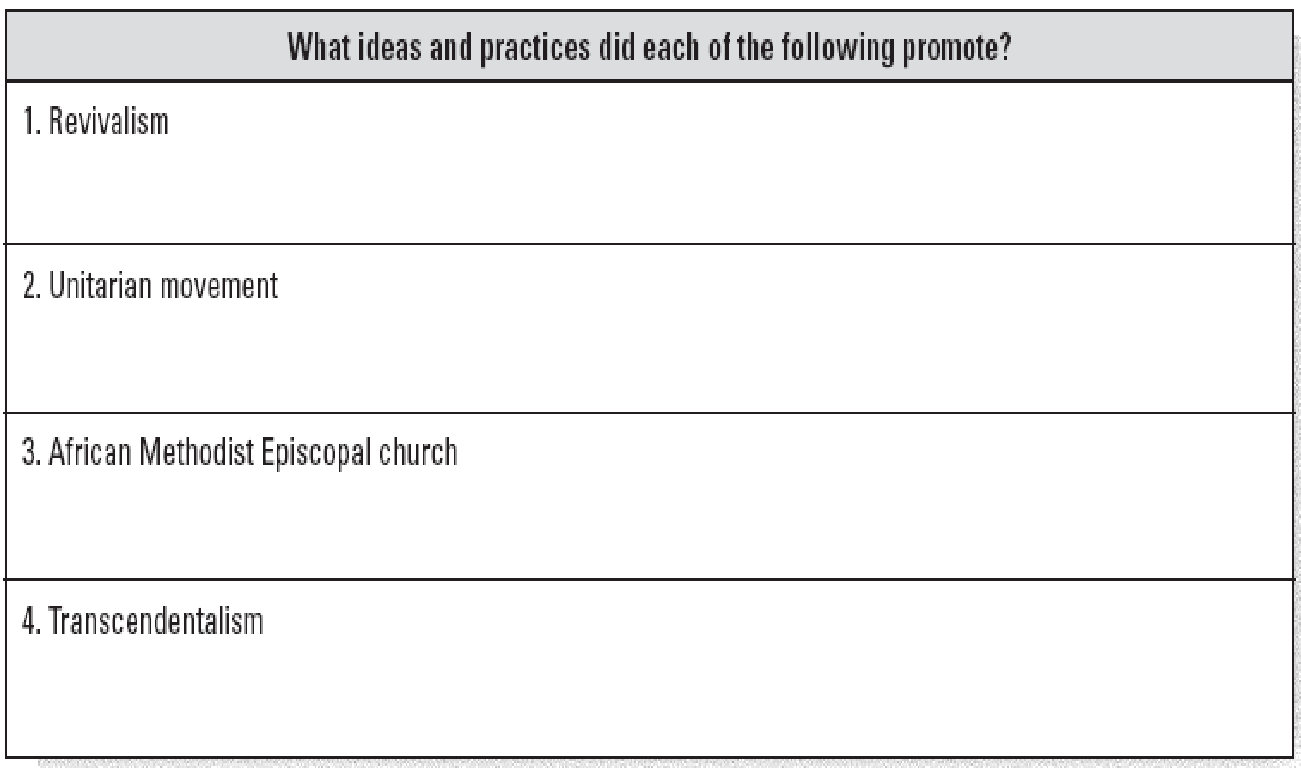 What ideas and practices did each of the following promote?
1. Revivalism
2. Unitarian movement
3. African Methodist Episcopal church
4. Transcendentalism